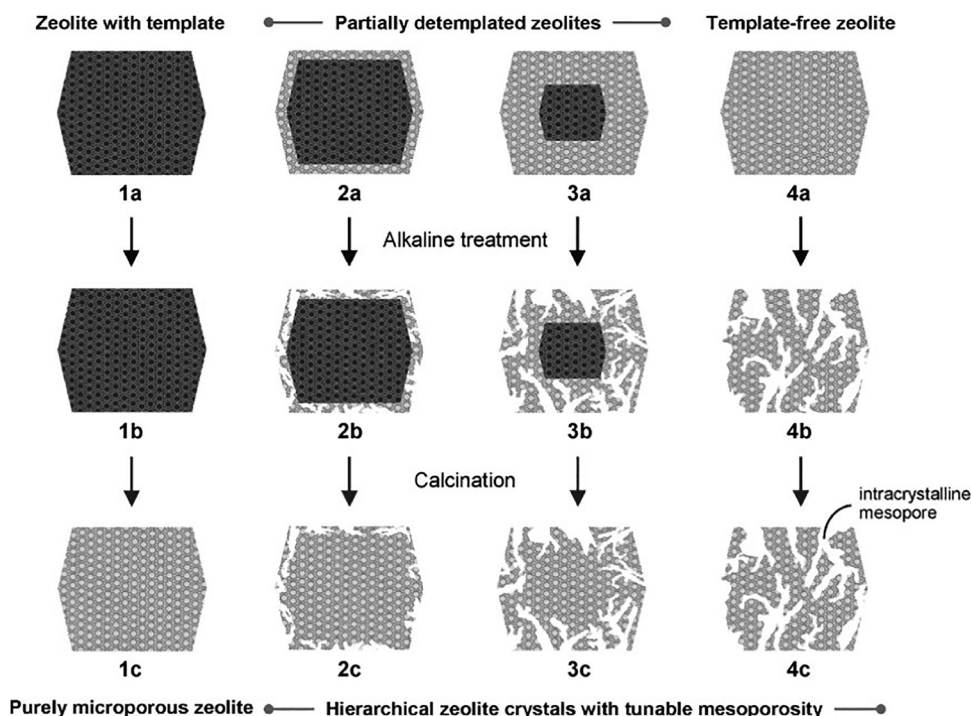 Zeolite with template
Partially detemplated zeolites
Template-free zeolite
1a
2a
3a
4a
Alkaline treatment
1b
2b
3b
4b
Calcination
intracrystalline
mesopore
1c
2c
3c
4c
Purely microporous zeolite
Hierarchical zeolite crystals with tunable mesoporosity